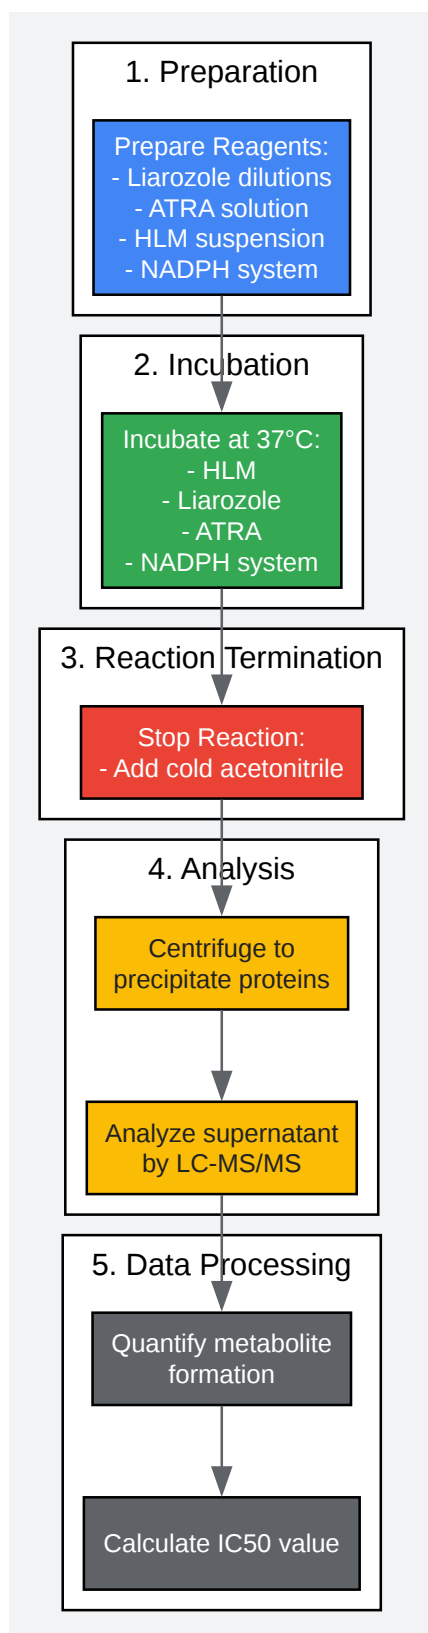 1. Preparation
Prepare Reagents:
- Liarozole dilutions
- ATRA solution
- HLM suspension
- NADPH system
2. Incubation
Incubate at 37°C:
- HLM
- Liarozole
- ATRA
- NADPH system
3. Reaction Termination
Stop Reaction:
- Add cold acetonitrile
4. Analysis
Centrifuge to
precipitate proteins
Analyze supernatant
by LC-MS/MS
5. Data Processing
Quantify metabolite
formation
Calculate IC50 value